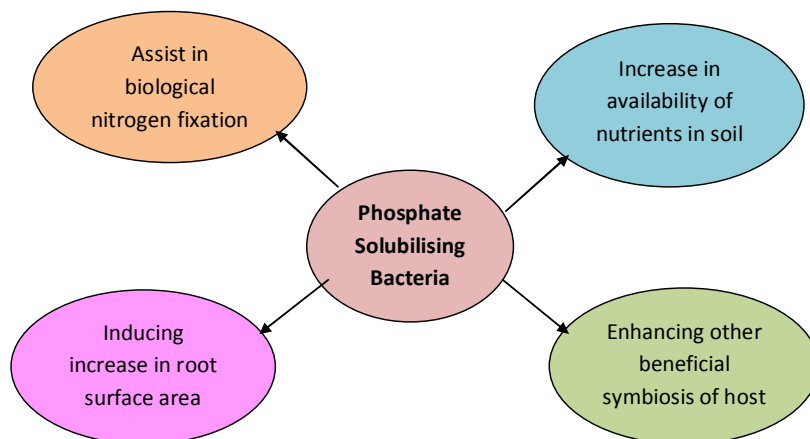 Assist in
biological
nitrogen fixation
Increase in
availability of
nutrients in soil
Phosphate
Solubilising
Bacteria
Inducing
increase in root
surface area
Enhancing other
beneficial
symbiosis of host